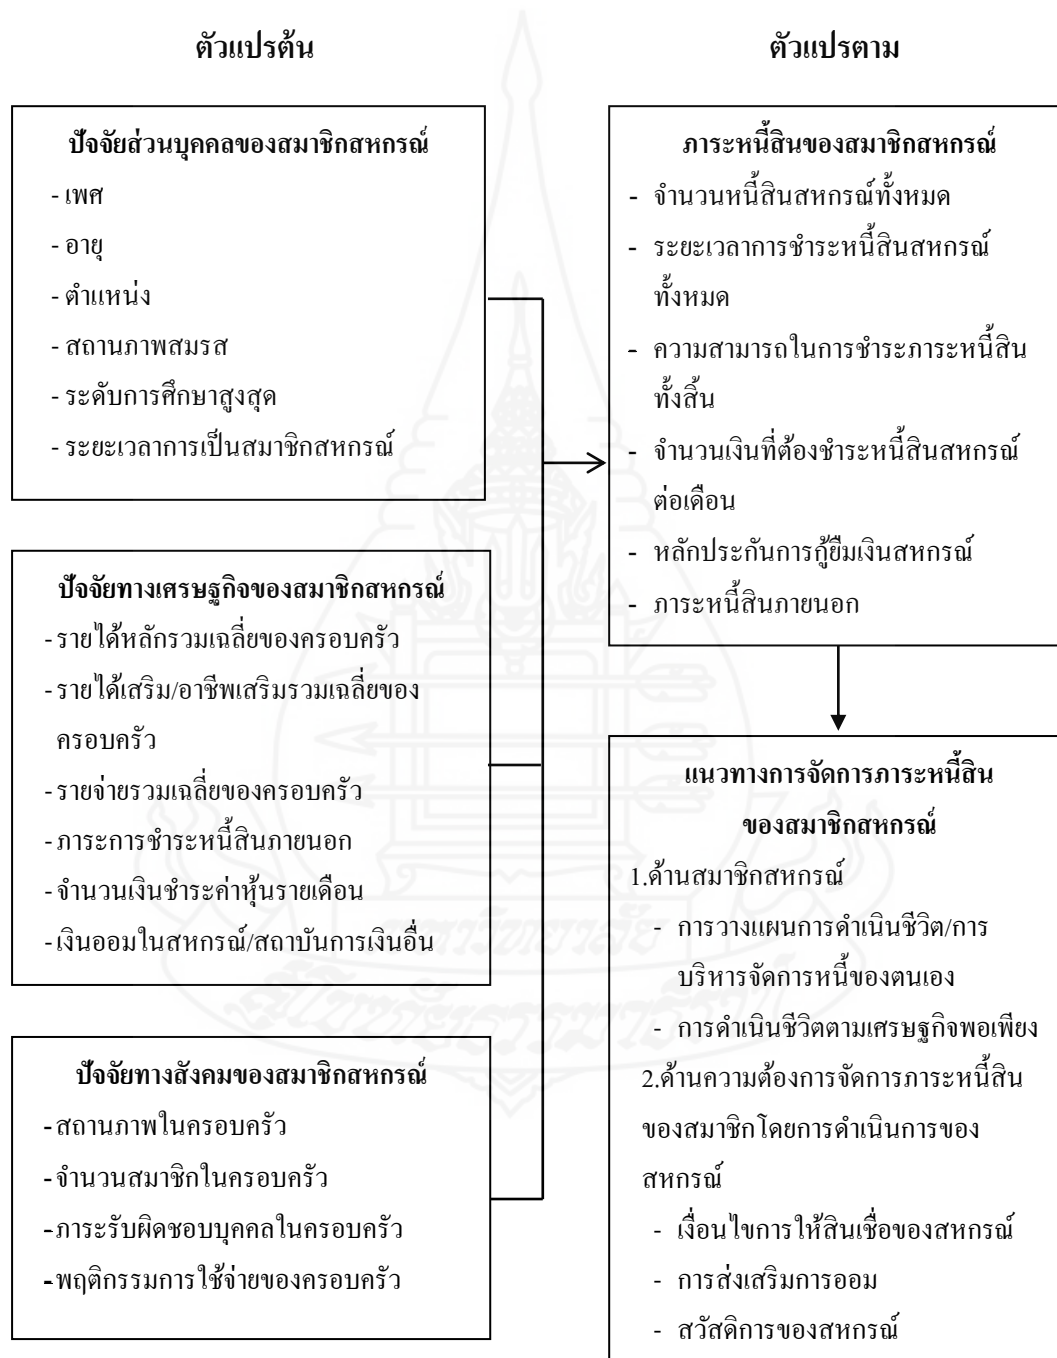 ตัวแปรต้น
ปัจจัยส่วนบุคคลของสมาชิกสหกรณ์
- เพศ
- อายุ
- ตำแหน่ง
- สถานภาพสมรส
- ระดับการศึกษาสูงสุด
- ระยะเวลาการเป็นสมาชิกสหกรณ์
ปัจจัยทางเศรษฐกิจของสมาชิกสหกรณ์
- รายได้หลักรวมเฉลี่ยของครอบครัว
- รายได้เสริม/อาชีพเสริมรวมเฉลี่ยของ
ครอบครัว
- รายจ่ายรวมเฉลี่ยของครอบครัว
- ภาระการชำระหนี้สินภายนอก
- จำนวนเงินชำระค่าหุ้นรายเดือน
- เงินออมในสหกรณ์/สถาบันการเงินอื่น
ปัจจัยทางสังคมของสมาชิกสหกรณ์
- สถานภาพในครอบครัว
- จำนวนสมาชิกในครอบครัว
- ภาระรับผิดชอบบุคคลในครอบครัว
- พฤติกรรมการใช้จ่ายของครอบครัว
ตัวแปรตาม
ภาระหนี้สินของสมาชิกสหกรณ์
- จำนวนหนี้สินสหกรณ์ทั้งหมด
- ระยะเวลาการชำระหนี้สินสหกรณ์
ทั้งหมด
- ความสามารถในการชำระภาระหนี้สิน
ทั้งสิ้น
- จำนวนเงินที่ต้องชำระหนี้สินสหกรณ์
ต่อเดือน
- หลักประกันการกู้ยืมเงินสหกรณ์
- ภาระหนี้สินภายนอก
แนวทางการจัดการภาระหนี้สิน
ของสมาชิกสหกรณ์
1.ด้านสมาชิกสหกรณ์
- การวางแผนการดำเนินชีวิต/การ
บริหารจัดการหนี้ของตนเอง
- การดำเนินชีวิตตามเศรษฐกิจพอเพียง
2.ด้านความต้องการจัดการภาระหนี้สิน
ของสมาชิกโดยการดำเนินการของ
สหกรณ์
- เงื่อนไขการให้สินเชื่อของสหกรณ์
- การส่งเสริมการออม
- สวัสดิการของสหกรณ์
มหาวิทยาลัย
สุโขทัยธรรมาธิราช